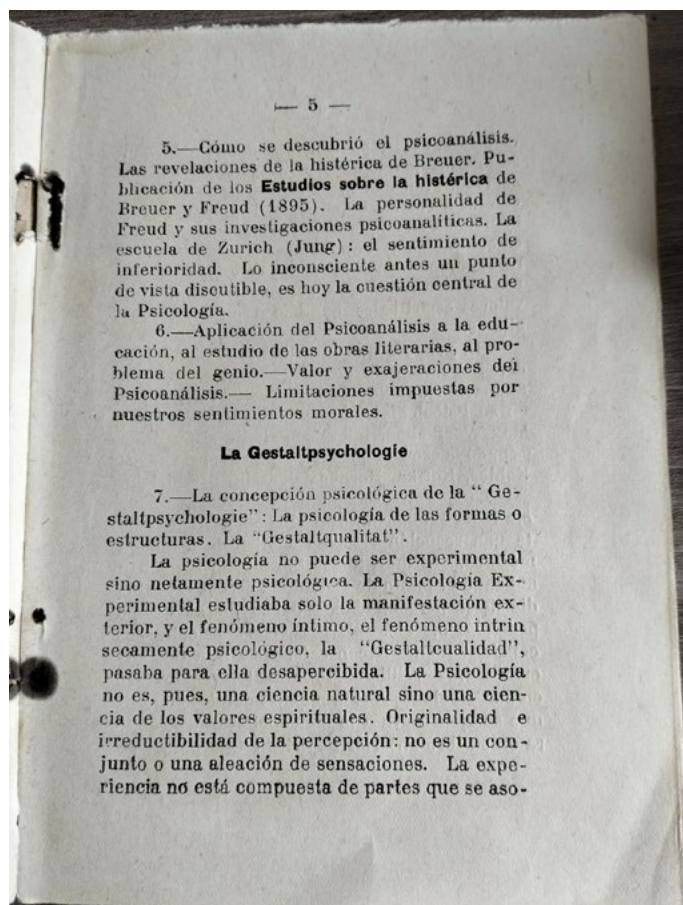 — 5 —
5.—Cómo se descubrió el psicoanálisis.
Las revelaciones de la histérica de Breuer. Pu-
blicación de los Estudios sobre la histérica de
Breuer y Freud (1895). La personalidad de
Freud y sus investigaciones psicoanalíticas. La
escuela de Zurich (Jung) : el sentimiento de
inferioridad. Lo inconsciente antes un punto
de vista discutible, es hoy la cuestión central de
la Psicología.
6.—Aplicación del Psicoanálisis a la edu-
cación, al estudio de las obras literarias, al pro-
blema del genio.—Valor y exajeraciones del
Psicoanálisis.— Limitaciones impuestas por
nuestros sentimientos morales.
La Gestaltpsychologie
7.—La concepción psicológica de la “ Ge-
staltpsychologie” : La psicología de las formas o
estructuras. La “Gestaltqualitat”.
La psicología no puede ser experimental
sino netamente psicológica. La Psicología Ex-
perimental estudiaba solo la manifestación ex-
terior, y el fenómeno íntimo, el fenómeno intrin
secamente psicológico, la “Gestaltcualidad”,
pasaba para ella desapercibida. La Psicología
no es, pues, una ciencia natural sino una cien-
cia de los valores espirituales. Originalidad e
irreductibilidad de la percepción: no es un con-
junto o una aleación de sensaciones. La expe-
riencia no está compuesta de partes que se aso-